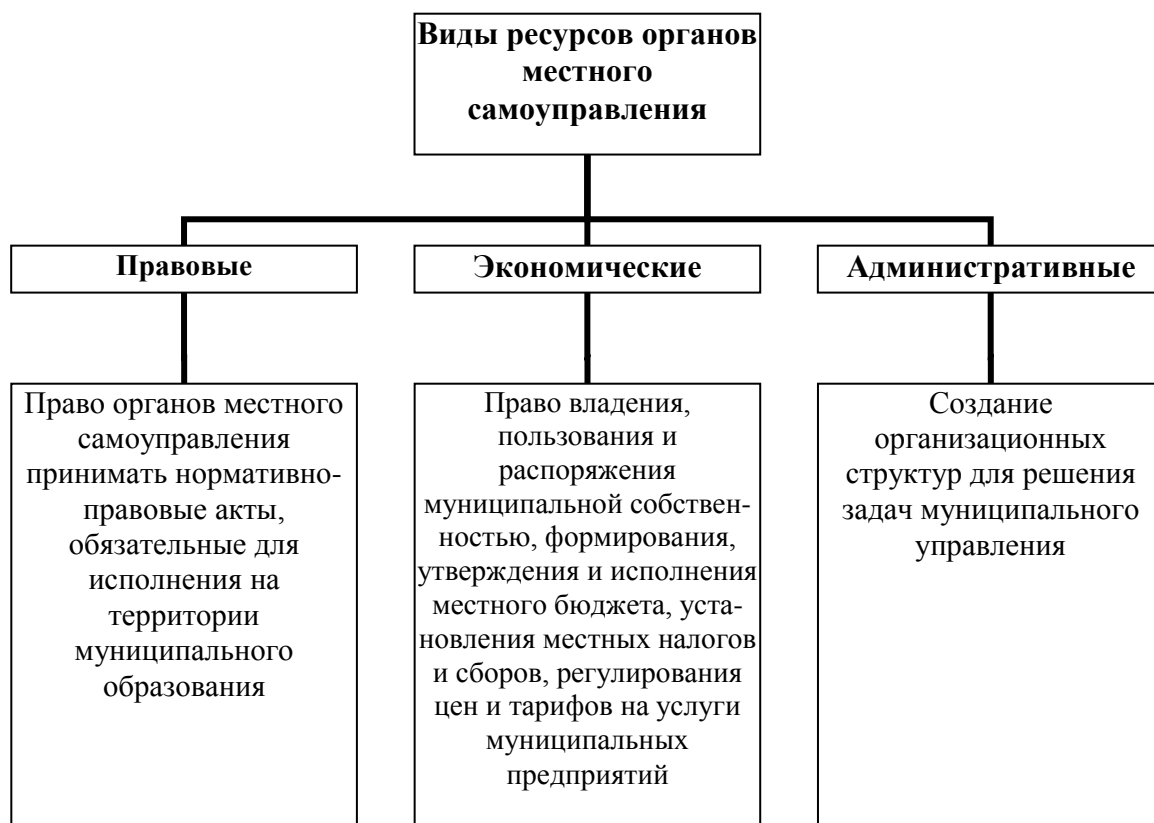 Виды ресурсов органов
местного
самоуправления
Правовые
Экономические
Административные
Право органов местного
самоуправления
принимать нормативно-
правовые акты,
обязательные для
исполнения на
территории
муниципального
образования
Право владения,
пользования и
распоряжения
муниципальной собствен-
ностью, формирования,
утверждения и исполнения
местного бюджета, уста-
новления местных налогов
и сборов, регулирования
цен и тарифов на услуги
муниципальных
предприятий
Создание
организационных
структур для решения
задач муниципального
управления